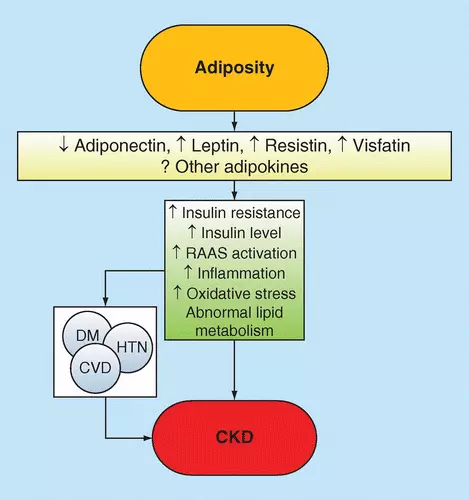 Adiposity
↓ Adiponectin, ↑ Leptin, ↑ Resistin, ↑ Visfatin
? Other adipokines
↑ Insulin resistance
↑ Insulin level
↑ RAAS activation
↑ Inflammation
↑ Oxidative stress
Abnormal lipid
metabolism
DM
HTN
CVD
CKD